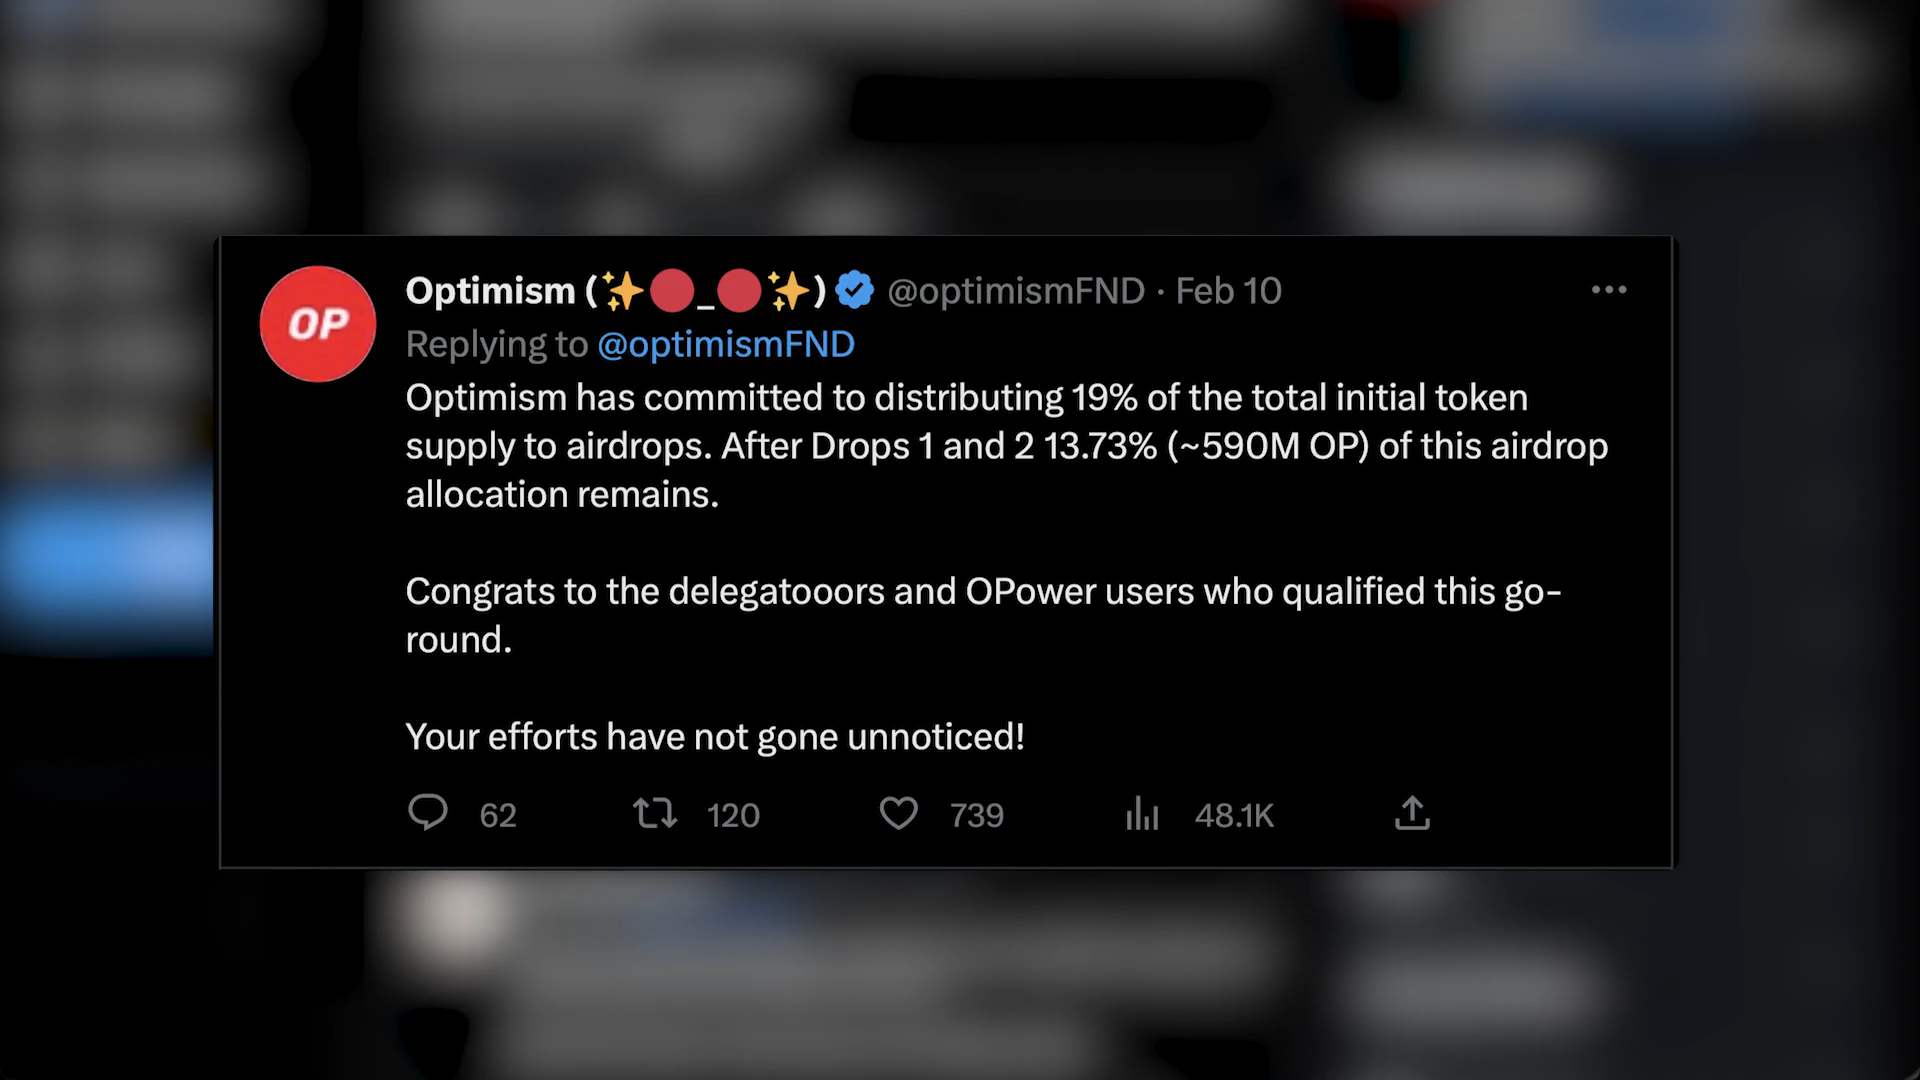 OP
Optimism (✨🔴_🔴✨) @optimismFND · Feb 10
Replying to @optimismFND
Optimism has committed to distributing 19% of the total initial token
supply to airdrops. After Drops 1 and 2 13.73% (~590M OP) of this airdrop
allocation remains.
Congrats to the delegatooors and OPower users who qualified this go-
round.
Your efforts have not gone unnoticed!
62 120 739 48.1K